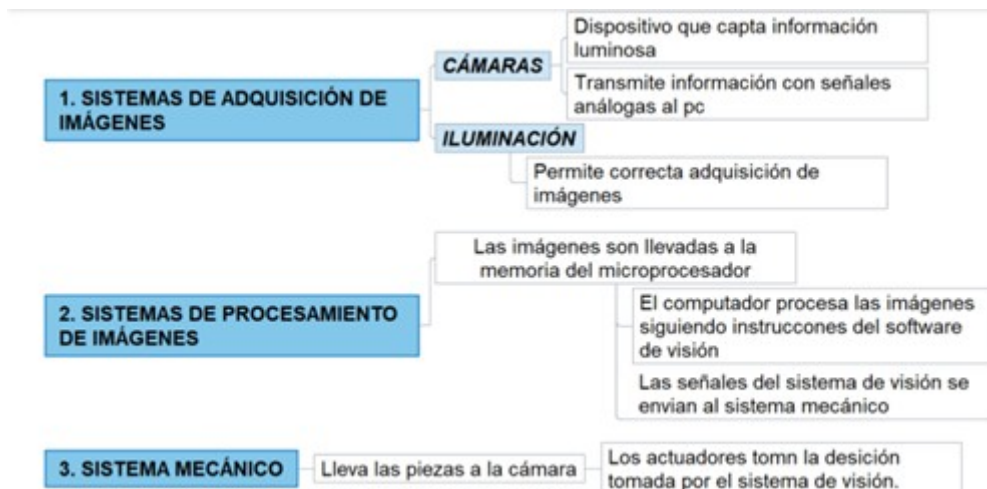 1. SISTEMAS DE ADQUISICIÓN DE
IMÁGENES
CÁMARAS
Dispositivo que capta información
luminosa
Transmite información con señales
análogas al pc
ILUMINACIÓN
Permite correcta adquisición de
imágenes
2. SISTEMAS DE PROCESAMIENTO
DE IMÁGENES
Las imágenes son llevadas a la
memoria del microprocesador
El computador procesa las imágenes
siguiendo instruccones del software
de visión
Las señales del sistema de visión se
envian al sistema mecánico
3. SISTEMA MECÁNICO
Lleva las piezas a la cámara
Los actuadores tomn la desición
tomada por el sistema de visión.